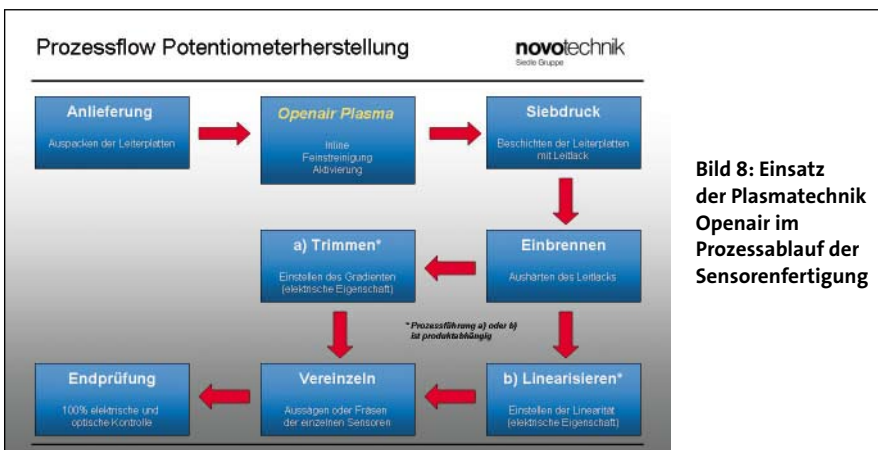 Prozessflow Potentiometerherstellung
novotechnik
Siedle Gruppe
Anlieferung
Auspacken der Leiterplatten
Openair Plasma
Inline
Feinstreinigung
Aktivierung
Siebdruck
Beschichten der Leiterplatten
mit Leitlack
a) Trimmen*
Einstellen des Gradienten
(elektrische Eigenschaft)
Einbrennen
Aushärten des Leitlacks
* Prozessführung a) oder b)
ist produktabhängig
Endprüfung
100% elektrische und
optische Kontrolle
Vereinzeln
Aussägen oder Fräsen
der einzelnen Sensoren
b) Linearisieren*
Einstellen der Linearität
(elektrische Eigenschaft)
Bild 8: Einsatz
der Plasmatechnik
Openair im
Prozessablauf der
Sensorenfertigung